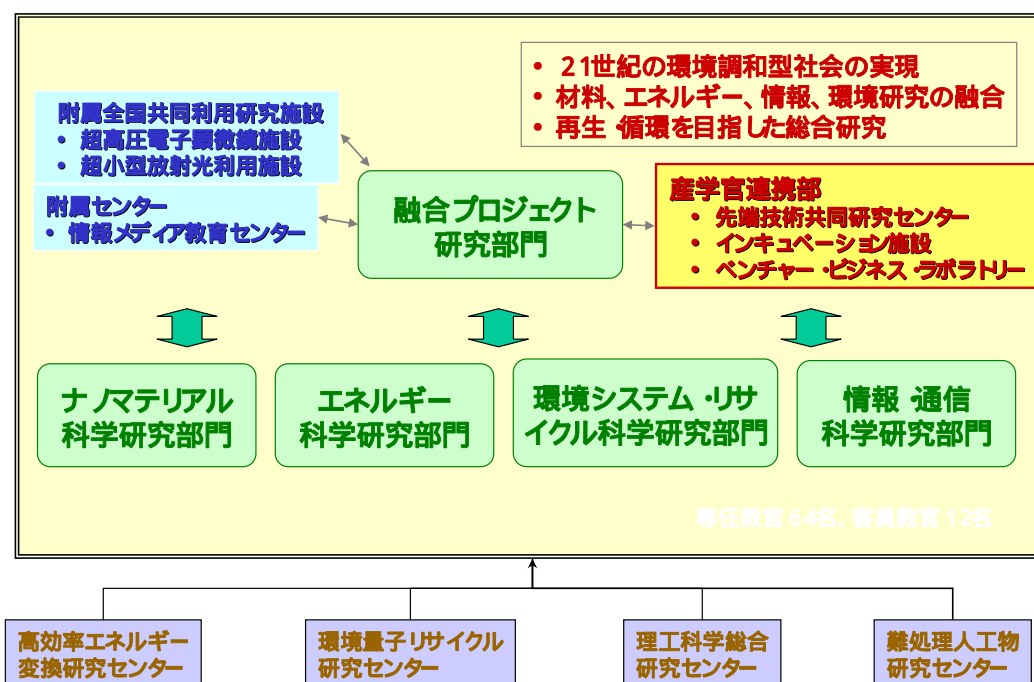 • 21世紀の環境調和型社会の実現
• 材料、エネルギー、情報、環境研究の融合
• 再生・循環を目指した総合研究
附属全国共同利用研究施設
• 超高圧電子顕微鏡施設
• 超小型放射光利用施設
附属センター
• 情報メディア教育センター
融合プロジェクト
研究部門
産学官連携部
• 先端技術共同研究センター
• インキュベーション施設
• ベンチャー・ビジネス・ラボラトリー
ナノマテリアル
科学研究部門
エネルギー
科学研究部門
環境システム・リサ
イクル科学研究部門
情報・通信
科学研究部門
専任教官64名、客員教官12名
高効率エネルギー
変換研究センター
環境量子リサイクル
研究センター
理工科学総合
研究センター
難処理人工物
研究センター